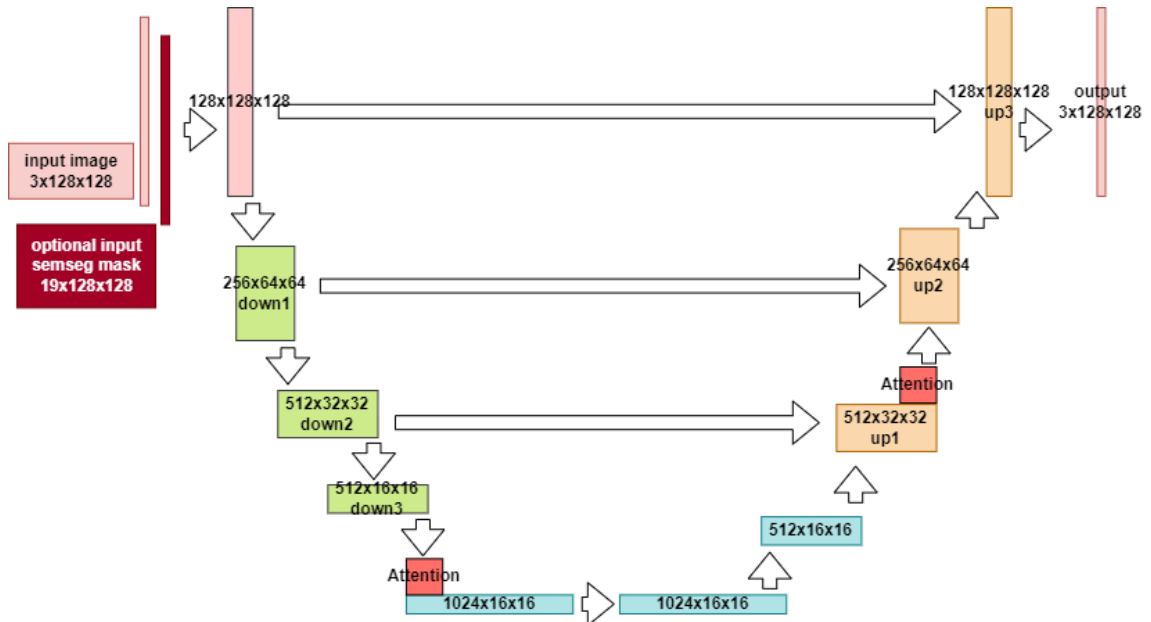 128x128x128
128x128x128
up3
output
3x128x128
input image
3x128x128
optional input
semseg mask
19x128x128
256x64x64
down1
256x64x64
up2
Attention
512x32x32
down2
512x32x32
up1
512x16x16
down3
512x16x16
Attention
1024x16x16
1024x16x16